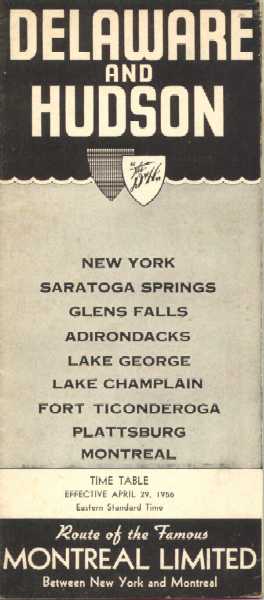 DELAWARE
AND
HUDSON
"The
D&H"
NEW YORK
SARATOGA SPRINGS
GLENS FALLS
ADIRONDACKS
LAKE GEORGE
LAKE CHAMPLAIN
FORT TICONDEROGA
PLATTSBURG
MONTREAL
TIME TABLE
EFFECTIVE APRIL 29, 1956
Eastern Standard Time
Route of the Famous
MONTREAL LIMITED
Between New York and Montreal